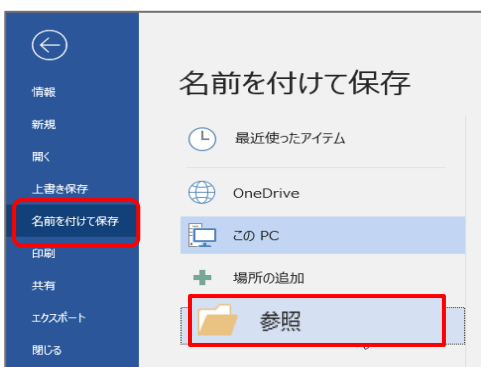 情報
新規
開く
上書き保存
名前を付けて保存
印刷
共有
エクスポート
閉じる
名前を付けて保存
最近使ったアイテム
OneDrive
この PC
場所の追加
参照